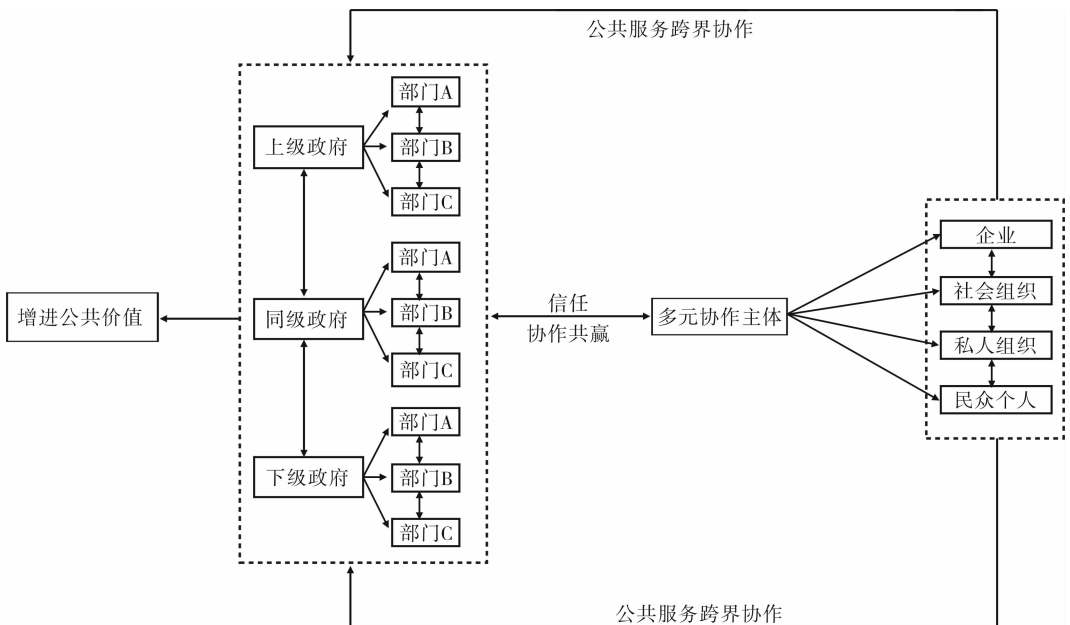 公共服务跨界协作
部门A
上级政府
部门B
部门C
部门A
同级政府
部门B
部门C
部门A
下级政府
部门B
部门C
增进公共价值
信任
协作共赢
多元协作主体
企业
社会组织
私人组织
民众个人
公共服务跨界协作